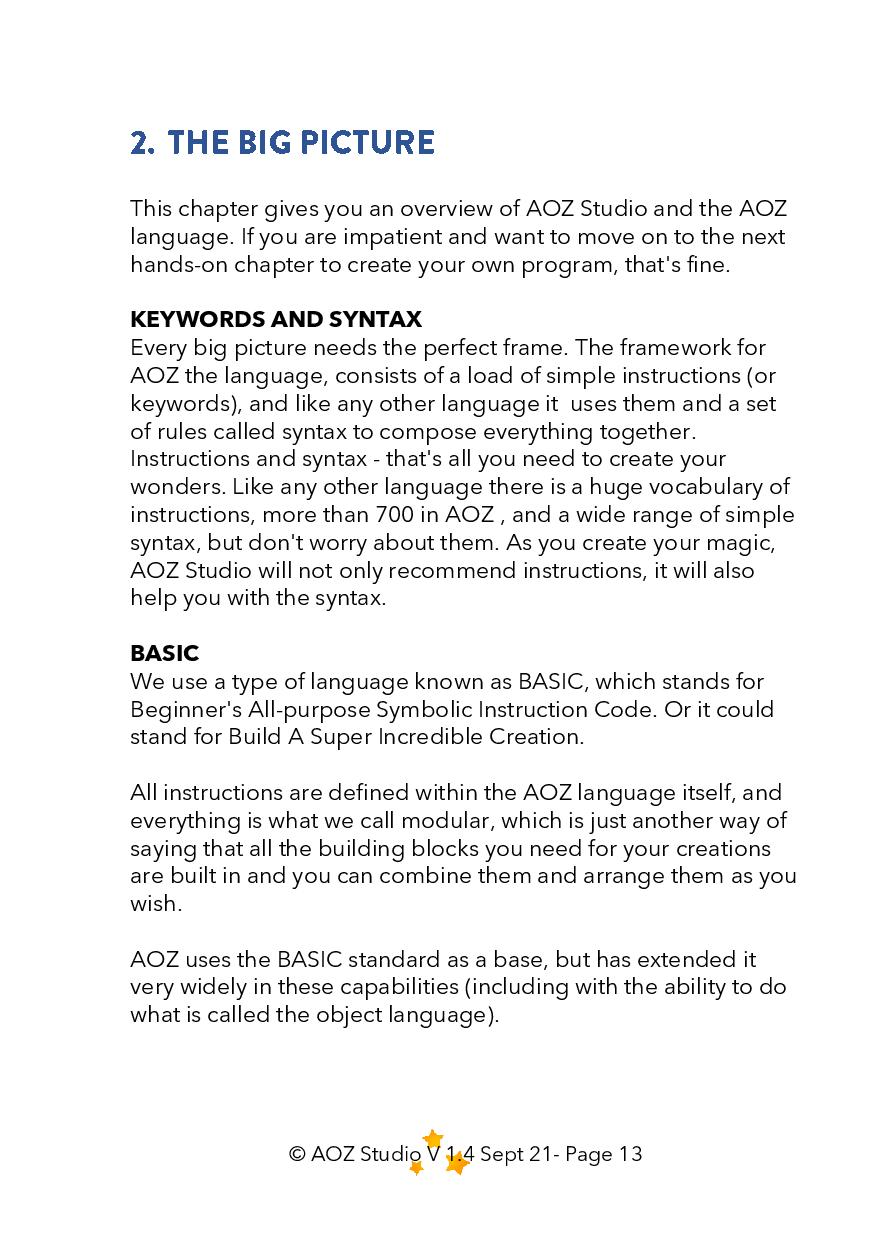 2. THE BIG PICTURE
This chapter gives you an overview of AOZ Studio and the AOZ
language. If you are impatient and want to move on to the next
hands-on chapter to create your own program, that's fine.
KEYWORDS AND SYNTAX
Every big picture needs the perfect frame. The framework for
AOZ the language, consists of a load of simple instructions (or
keywords), and like any other language it  uses them and a set
of rules called syntax to compose everything together.
Instructions and syntax - that's all you need to create your
wonders. Like any other language there is a huge vocabulary of
instructions, more than 700 in AOZ , and a wide range of simple
syntax, but don't worry about them. As you create your magic,
AOZ Studio will not only recommend instructions, it will also
help you with the syntax.
BASIC
We use a type of language known as BASIC, which stands for
Beginner's All-purpose Symbolic Instruction Code. Or it could
stand for Build A Super Incredible Creation.
All instructions are defined within the AOZ language itself, and
everything is what we call modular, which is just another way of
saying that all the building blocks you need for your creations
are built in and you can combine them and arrange them as you
wish.
AOZ uses the BASIC standard as a base, but has extended it
very widely in these capabilities (including with the ability to do
what is called the object language).
© AOZ Studio V 1.4 Sept 21- Page 13